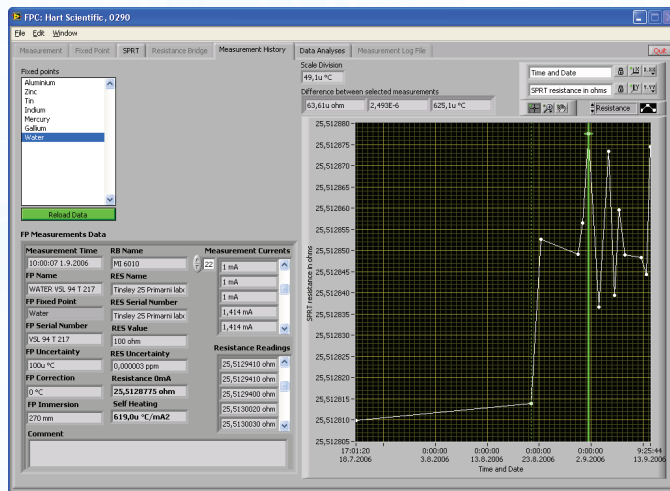 FPC: Hart Scientific, 0290
File Edit Window
Measurement Fixed Point SPRT Resistance Bridge Measurement History Data Analyses Measurement Log File Quit
Fixed points
Aluminium
Zinc
Tin
Indium
Mercury
Gallium
Water
Reload Data
Scale Division
49,1u °C
Difference between selected measurements
63,61u ohm 2,493E-6 625,1u °C
Time and Date
SPRT resistance in ohms
Resistance
FP Measurements Data
Measurement Time RB Name Measurement Currents
10:00:07 1.9.2006 MI 6010 22 1 mA
FP Name RES Name 1 mA
WATER VSL 94 T 217 Tinsley 25 Primarni labc 1 mA
FP Fixed Point RES Serial Number 1,414 mA
Water Tinsley 25 Primarni labc 1,414 mA
FP Serial Number RES Value
VSL 94 T 217 100 ohm Resistance Readings
FP Uncertainty RES Uncertainty 25,5129410 ohm
100u °C 0,000003 ppm 25,5129410 ohm
FP Correction Resistance 0mA 25,5129400 ohm
0 °C 25,5128775 ohm 25,5130020 ohm
FP Immersion Self Heating 25,5130030 ohm
270 mm 619,0u °C/mA2
Comment
SPRT resistance in ohms
25,512880
25,512875
25,512865
25,512860
25,512855
25,512850
25,512845
25,512840
25,512835
25,512830
25,512825
25,512820
25,512815
25,512810
25,512805
17:01:20 0:00:00 0:00:00 0:00:00 0:00:00 9:25:44
18.7.2006 3.8.2006 13.8.2006 23.8.2006 2.9.2006 13.9.2006
Time and Date